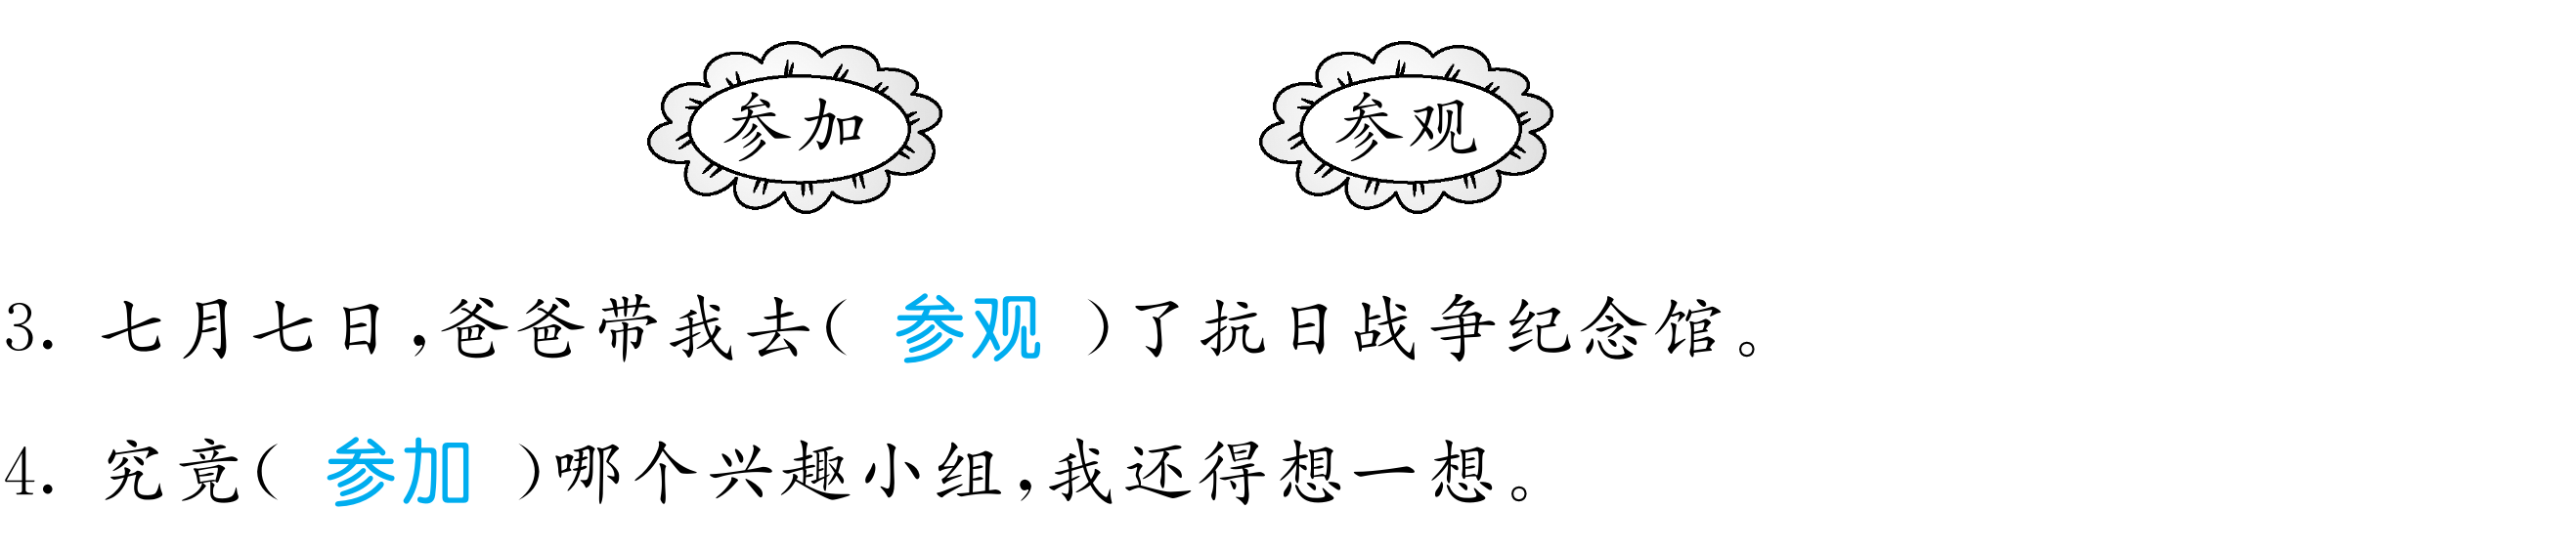 参加 参观
3. 七月七日,爸爸带我去( 参观 )了抗日战争纪念馆。
4. 究竟( 参加 )哪个兴趣小组,我还得想一想。